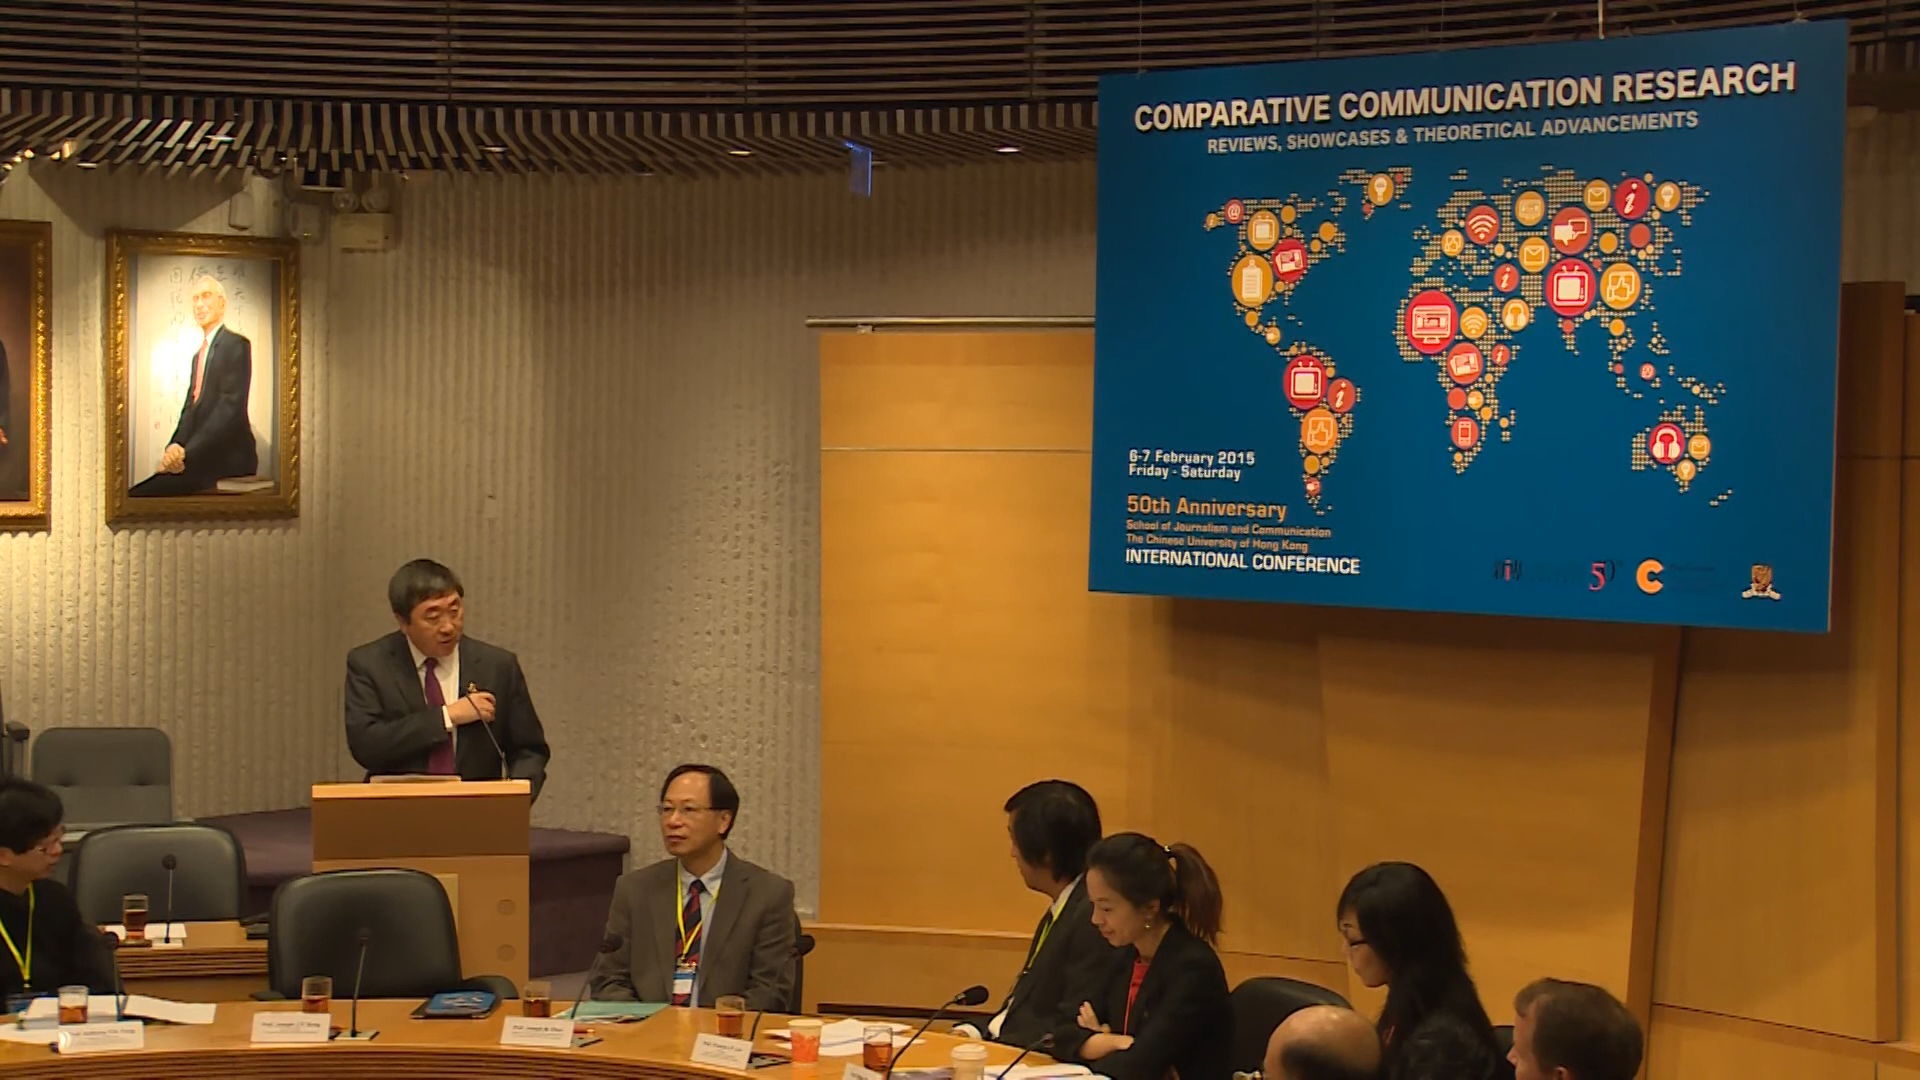 COMPARATIVE COMMUNICATION RESEARCH
REVIEWS, SHOWCASES & THEORETICAL ADVANCEMENTS
6-7 February 2015
Friday - Saturday
50th Anniversary
School of Journalism and Communication
The Chinese University of Hong Kong
INTERNATIONAL CONFERENCE